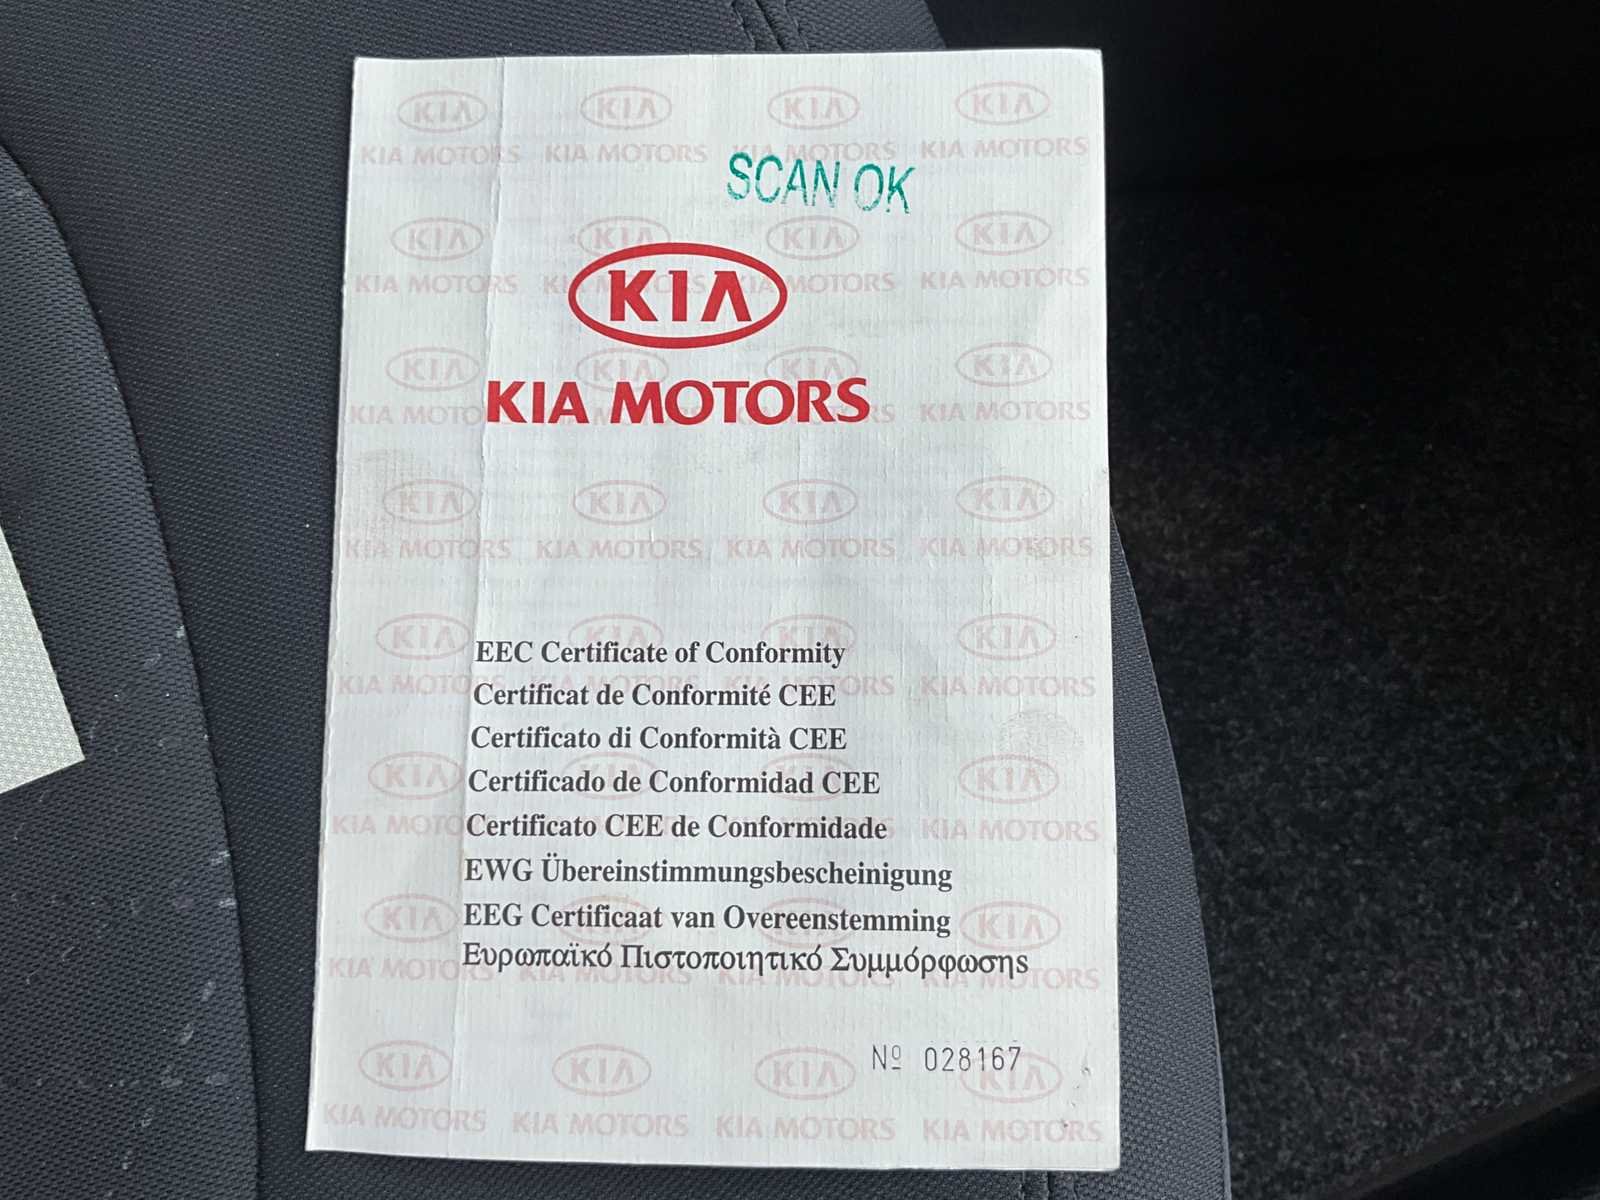 SCAN OK
KIA
KIA MOTORS
EEC Certificate of Conformity
Certificat de Conformité CEE
Certificato di Conformità CEE
Certificado de Conformidad CEE
Certificato CEE de Conformidade
EWG Übereinstimmungsbescheinigung
EEG Certificaat van Overeenstemming
Ευρωπαϊκό Πιστοποιητικό Συμμόρφωσης
Nº 028167